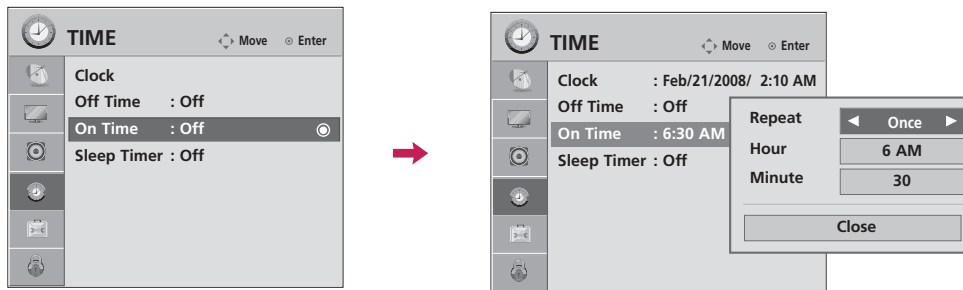 TIME
Move
Enter
Clock
Off Time : Off
On Time : Off
Sleep Timer : Off
TIME
Move
Enter
Clock : Feb/21/2008/ 2:10 AM
Off Time : Off
On Time : 6:30 AM
Sleep Timer : Off
Repeat ◄ Once ►
Hour 6 AM
Minute 30
Close